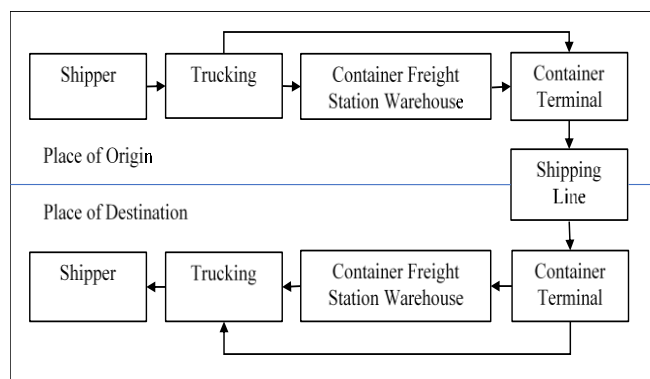 Shipper
Trucking
Container Freight
Station Warehouse
Container
Terminal
Place of Origin
Shipping
Line
Place of Destination
Shipper
Trucking
Container Freight
Station Warehouse
Container
Terminal